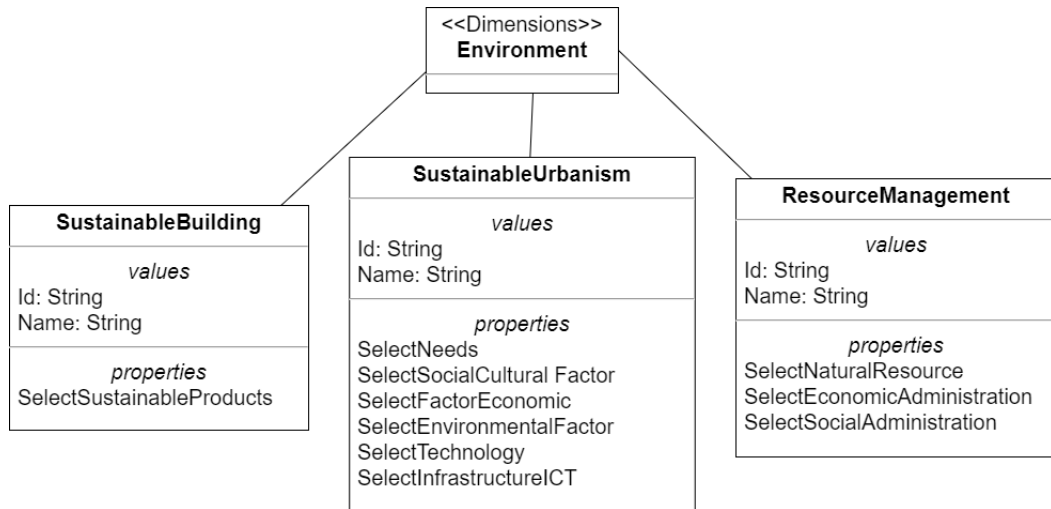 <<Dimensions>>
Environment
SustainableBuilding
values
Id: String
Name: String
properties
SelectSustainableProducts
SustainableUrbanism
values
Id: String
Name: String
properties
SelectNeeds
SelectSocialCultural Factor
SelectFactorEconomic
SelectEnvironmentalFactor
SelectTechnology
SelectInfrastructureICT
ResourceManagement
values
Id: String
Name: String
properties
SelectNaturalResource
SelectEconomicAdministration
SelectSocialAdministration